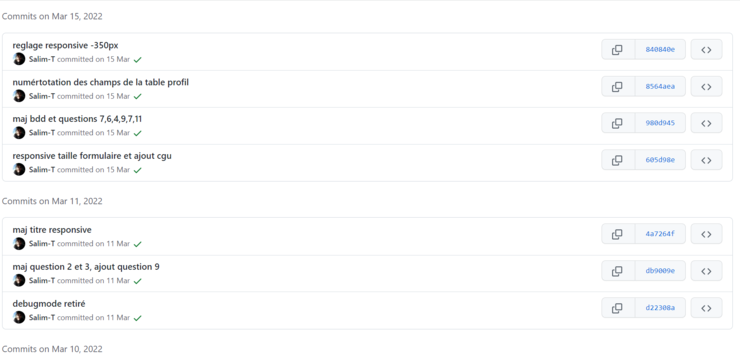 Commits on Mar 15, 2022
reglage responsive -350px
Salim-T committed on 15 Mar
840840e
numértotation des champs de la table profil
Salim-T committed on 15 Mar
8564aea
maj bdd et questions 7,6,4,9,7,11
Salim-T committed on 15 Mar
980d945
responsive taille formulaire et ajout cgu
Salim-T committed on 15 Mar
605d98e
Commits on Mar 11, 2022
maj titre responsive
Salim-T committed on 11 Mar
4a7264f
maj question 2 et 3, ajout question 9
Salim-T committed on 11 Mar
db9009e
debugmode retiré
Salim-T committed on 11 Mar
d22308a
Commits on Mar 10, 2022